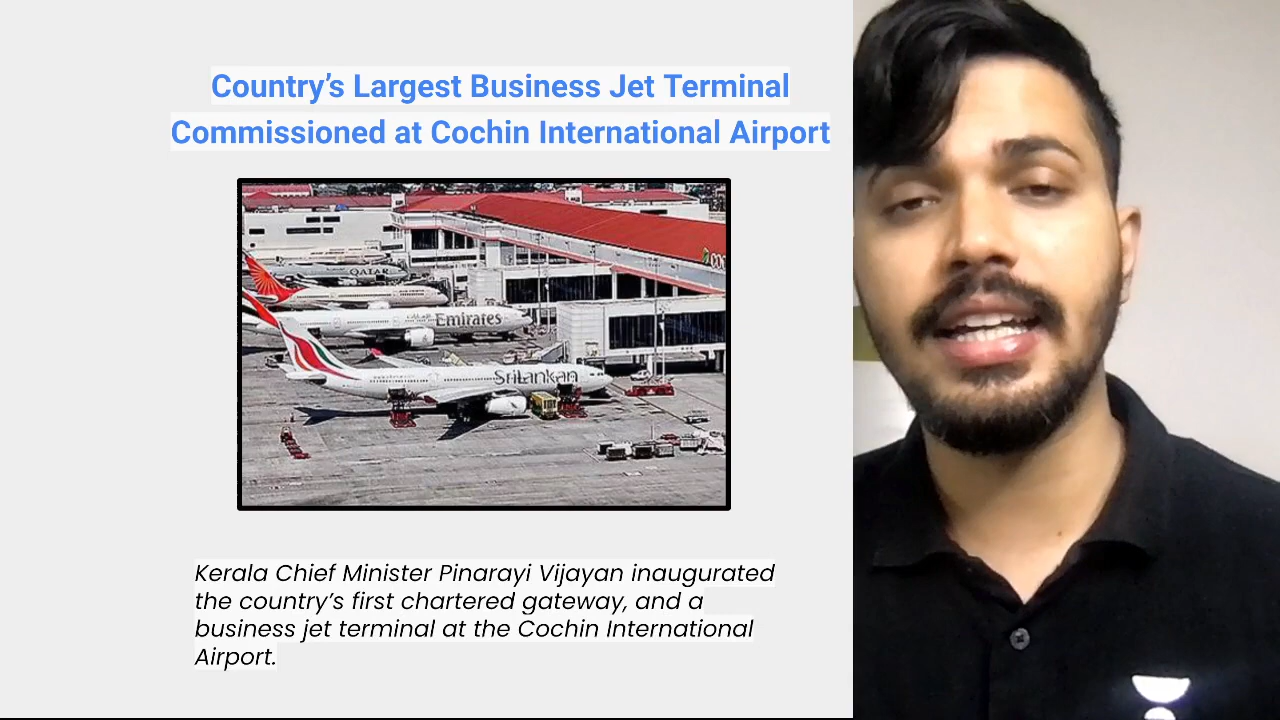 Country’s Largest Business Jet Terminal
Commissioned at Cochin International Airport
QATAR
Emirates
SriLankan
Kerala Chief Minister Pinarayi Vijayan inaugurated
the country’s first chartered gateway, and a
business jet terminal at the Cochin International
Airport.